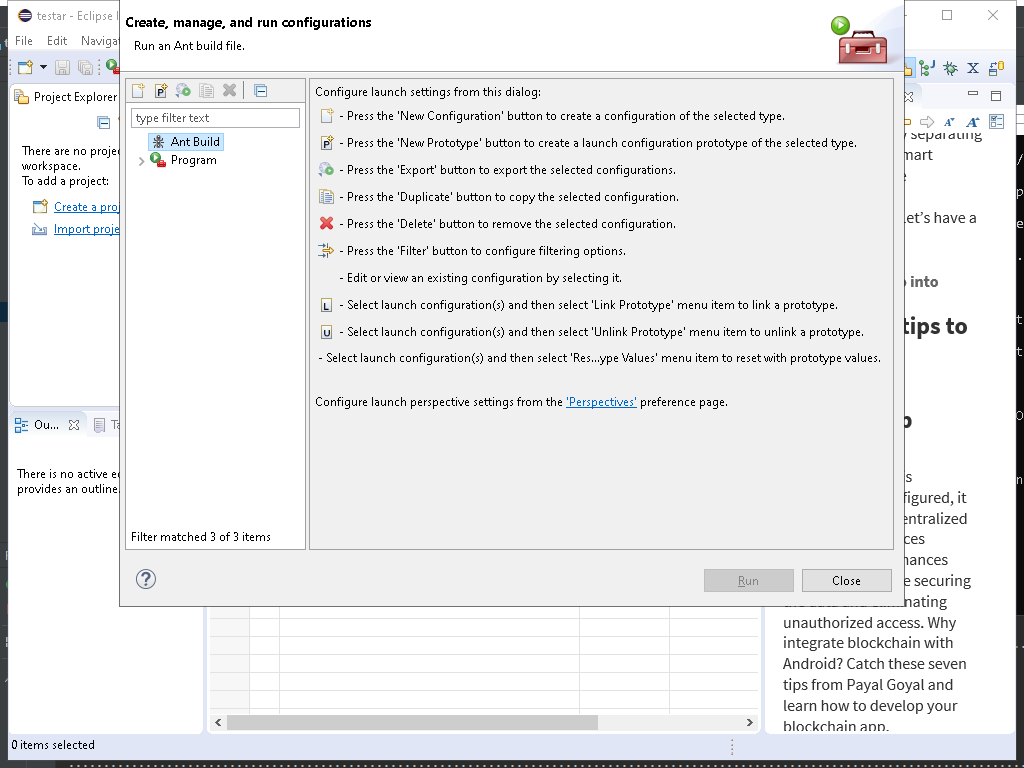 testar - Eclipse I
Create, manage, and run configurations
Run an Ant build file.
File Edit Navigat
Project Explorer
There are no proje
workspace.
To add a project:
Create a proj
Import proje
type filter text
Ant Build
Program
Filter matched 3 of 3 items
Configure launch settings from this dialog:
- Press the 'New Configuration' button to create a configuration of the selected type.
- Press the 'New Prototype' button to create a launch configuration prototype of the selected type.
- Press the 'Export' button to export the selected configurations.
- Press the 'Duplicate' button to copy the selected configuration.
- Press the 'Delete' button to remove the selected configuration.
- Press the 'Filter' button to configure filtering options.
- Edit or view an existing configuration by selecting it.
- Select launch configuration(s) and then select 'Link Prototype' menu item to link a prototype.
- Select launch configuration(s) and then select 'Unlink Prototype' menu item to unlink a prototype.
- Select launch configuration(s) and then select 'Res...ype Values' menu item to reset with prototype values.
Configure launch perspective settings from the 'Perspectives' preference page.
Run Close
Ou...
Ta
There is no active e
provides an outline.
0 items selected
separating
mart
e
Let's have a
into
tips to
p
s
figured, it
entralized
ces
hances
e securing
unauthorized access. Why
integrate blockchain with
Android? Catch these seven
tips from Payal Goyal and
learn how to develop your
blockchain app.